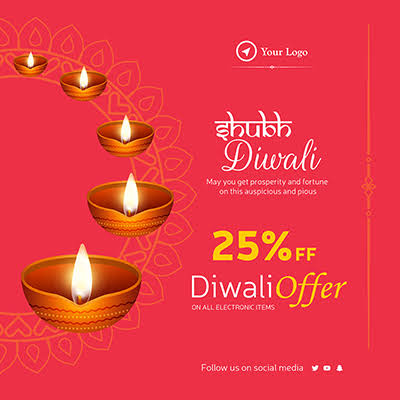 Your Logo
Shubh
Diwali
May you get prosperity and fortune
on this auspicious and pious
25%FF
DiwaliOffer
ON ALL ELECTRONIC ITEMS
Follow us on social media